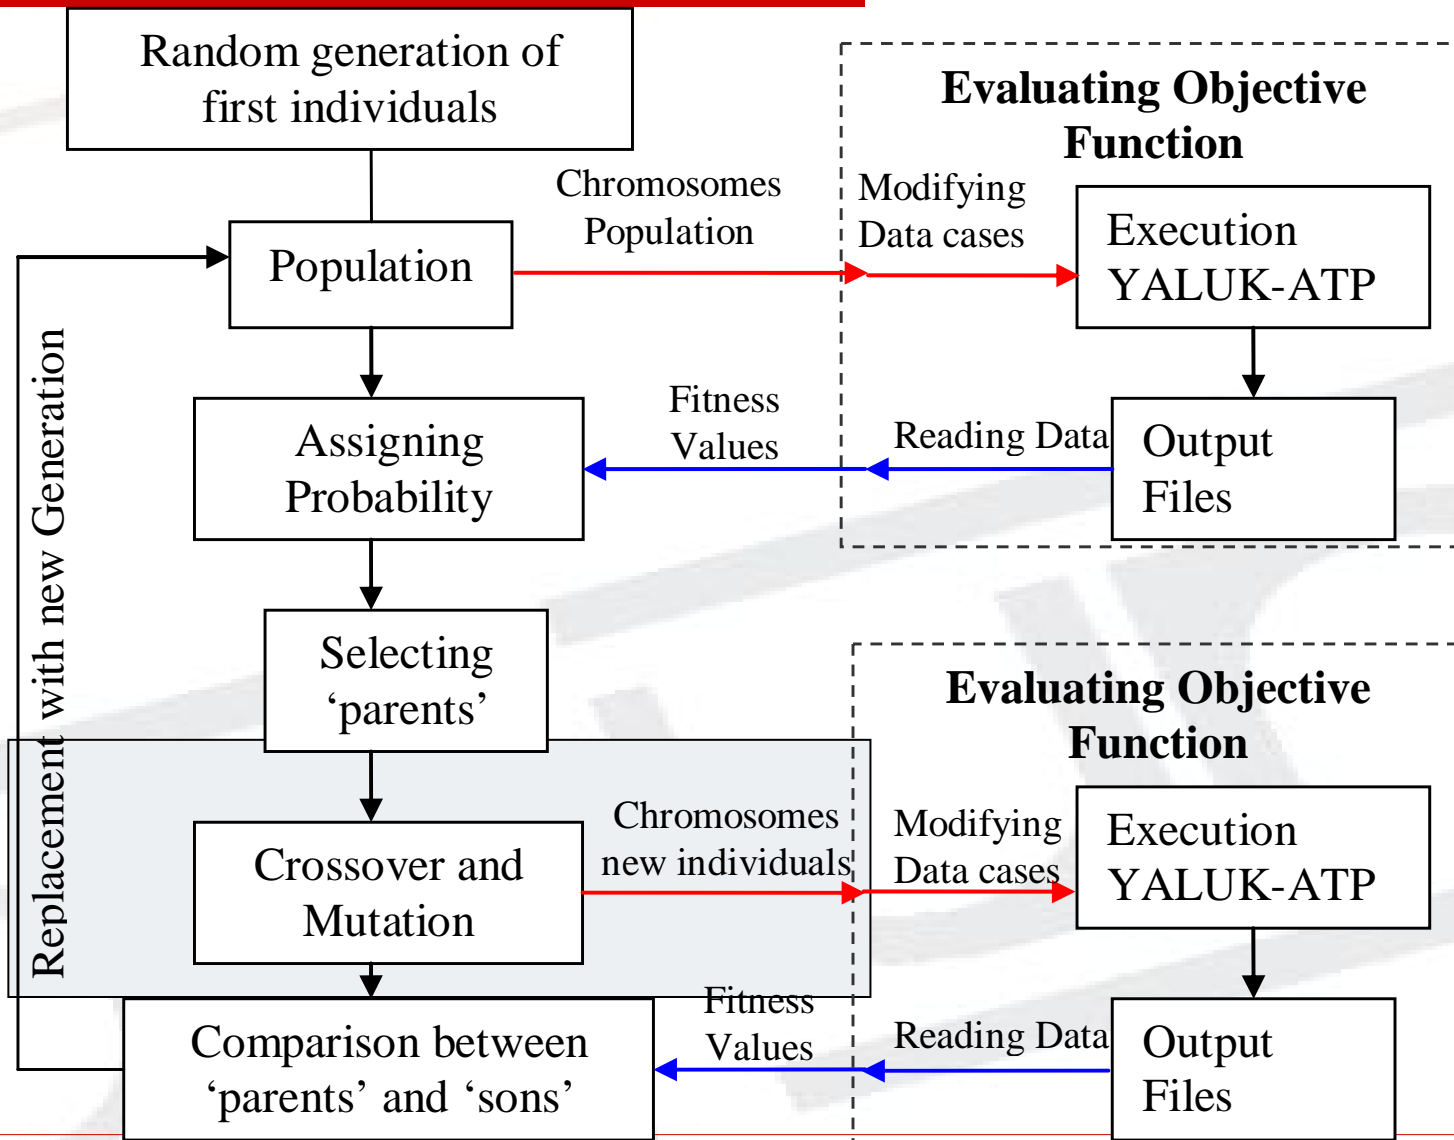 Random generation of
first individuals
Evaluating Objective
Function
Chromosomes
Population
Modifying
Data cases
Execution
YALUK-ATP
Population
Fitness
Values
Reading Data
Output
Files
Assigning
Probability
Replacement with new Generation
Selecting
‘parents’
Evaluating Objective
Function
Chromosomes
new individuals
Modifying
Data cases
Execution
YALUK-ATP
Crossover and
Mutation
Fitness
Values
Reading Data
Output
Files
Comparison between
‘parents’ and ‘sons’